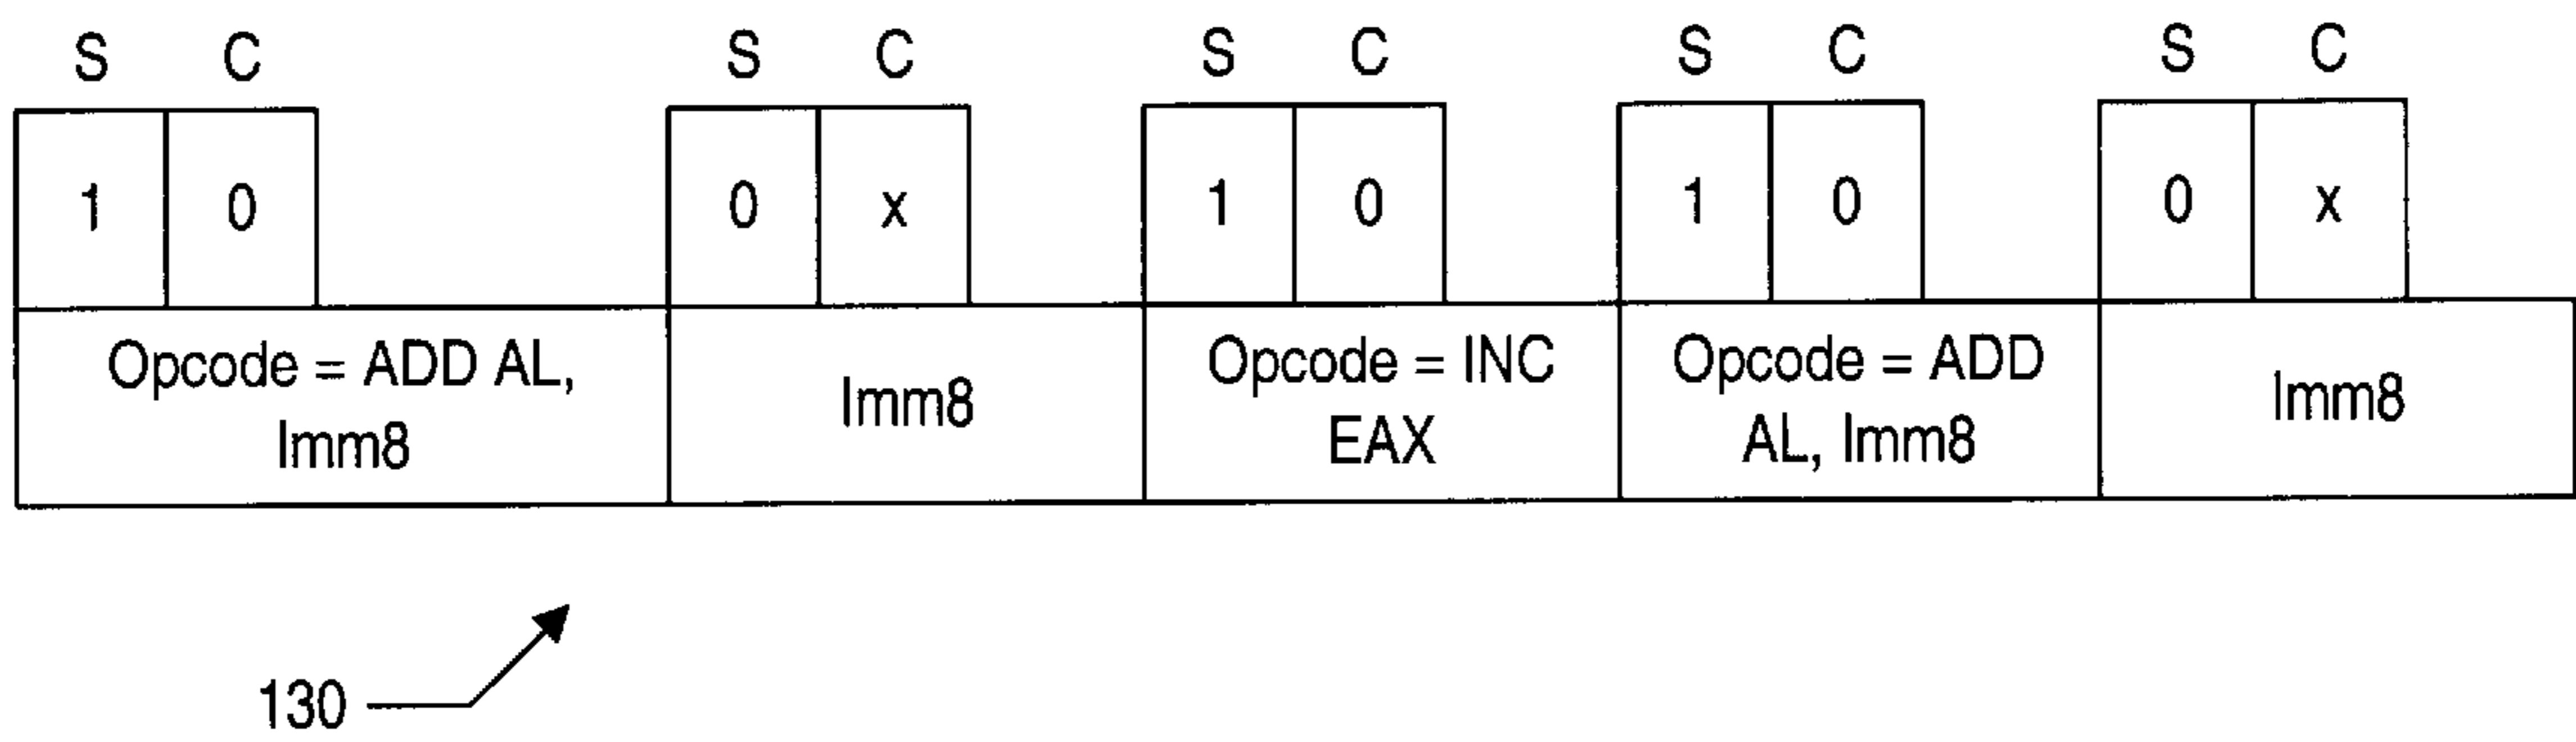 S C S C S C S C S C
1 0 0 x 1 0 1 0 0 x
Opcode = ADD AL, Imm8 Opcode = INC Opcode = ADD Imm8
Imm8 EAX AL, Imm8
130